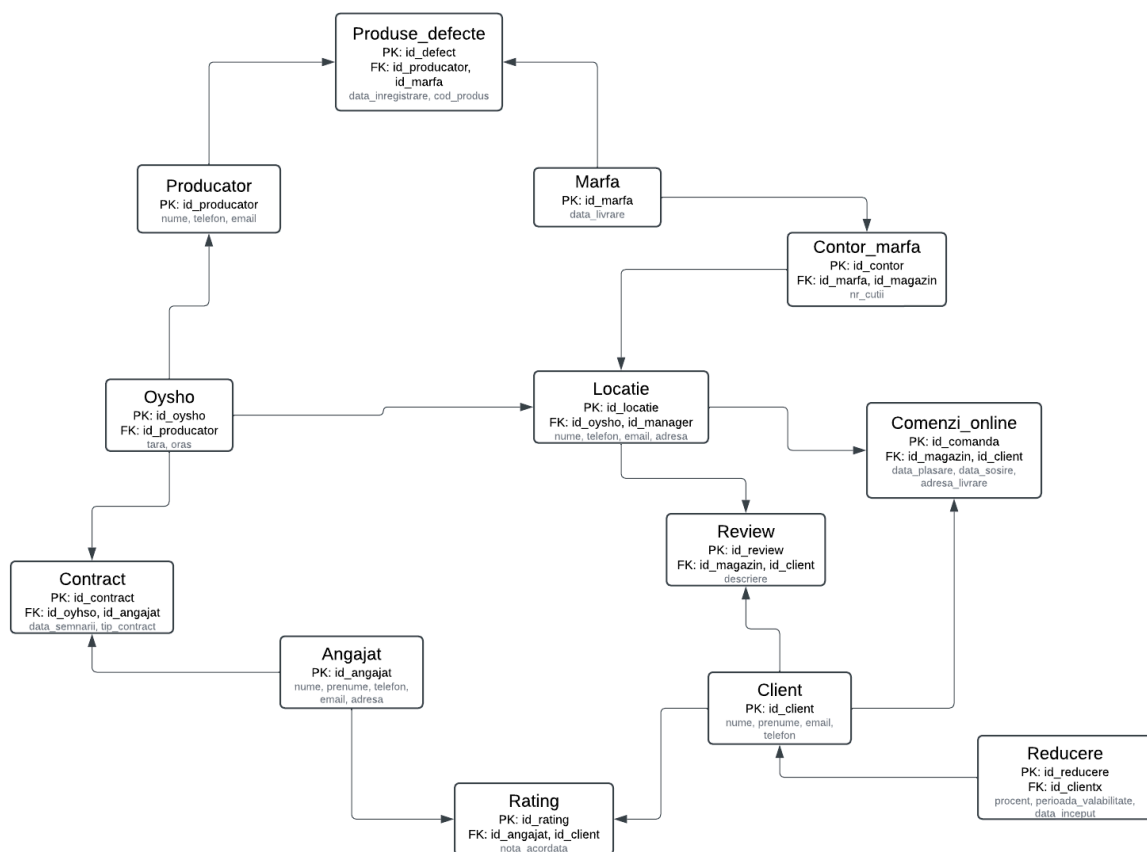 Produse_defecte
PK: id_defect
FK: id_producator,
id_marfa
data_inregistrare, cod_produs
Producator
PK: id_producator
nume, telefon, email
Marfa
PK: id_marfa
data_livrare
Contor_marfa
PK: id_contor
FK: id_marfa, id_magazin
nr_cutii
Oysho
PK: id_oysho
FK: id_producator
tara, oras
Locatie
PK: id_locatie
FK: id_oysho, id_manager
nume, telefon, email, adresa
Comenzi_online
PK: id_comanda
FK: id_magazin, id_client
data_plasare, data_sosire,
adresa_livrare
Review
PK: id_review
FK: id_magazin, id_client
descriere
Contract
PK: id_contract
FK: id_oyhso, id_angajat
data_semnarii, tip_contract
Angajat
PK: id_angajat
nume, prenume, telefon,
email, adresa
Client
PK: id_client
nume, prenume, email,
telefon
Reducere
PK: id_reducere
FK: id_clientx
procent, perioada_valabilitate,
data_inceput
Rating
PK: id_rating
FK: id_angajat, id_client
nota_acordata